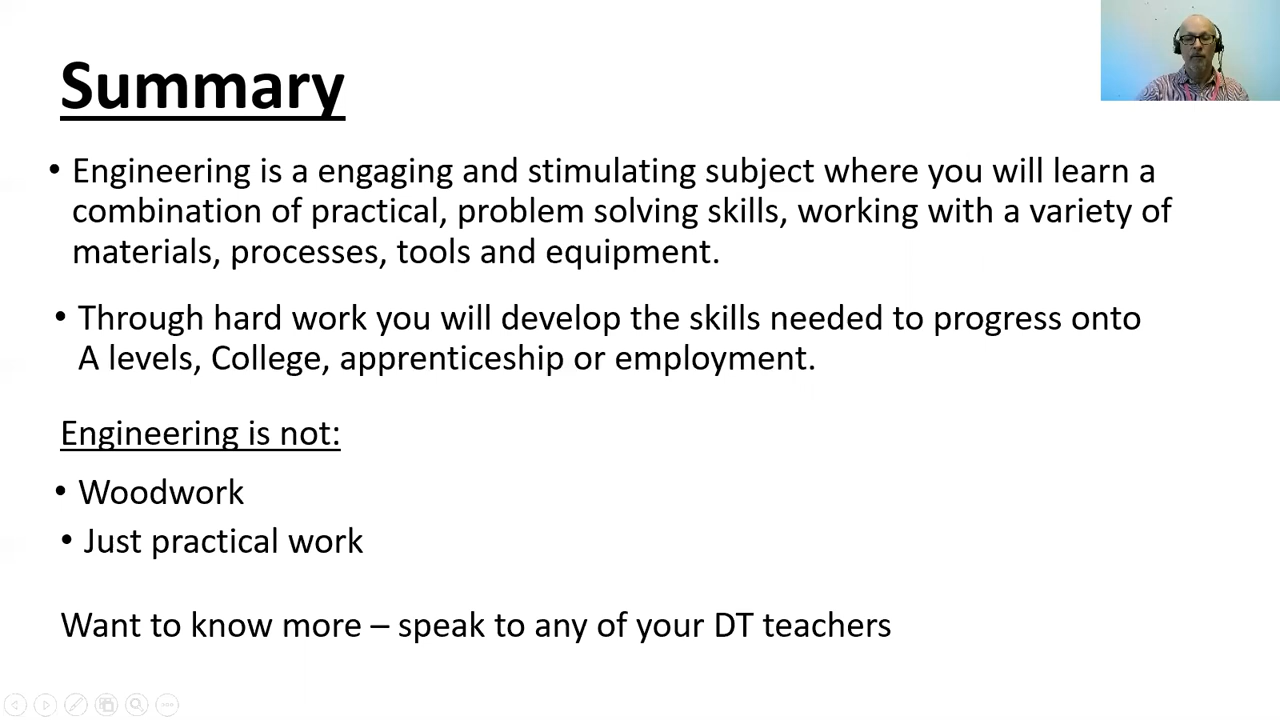 Summary
• Engineering is a engaging and stimulating subject where you will learn a
combination of practical, problem solving skills, working with a variety of
materials, processes, tools and equipment.
• Through hard work you will develop the skills needed to progress onto
A levels, College, apprenticeship or employment.
Engineering is not:
• Woodwork
• Just practical work
Want to know more – speak to any of your DT teachers